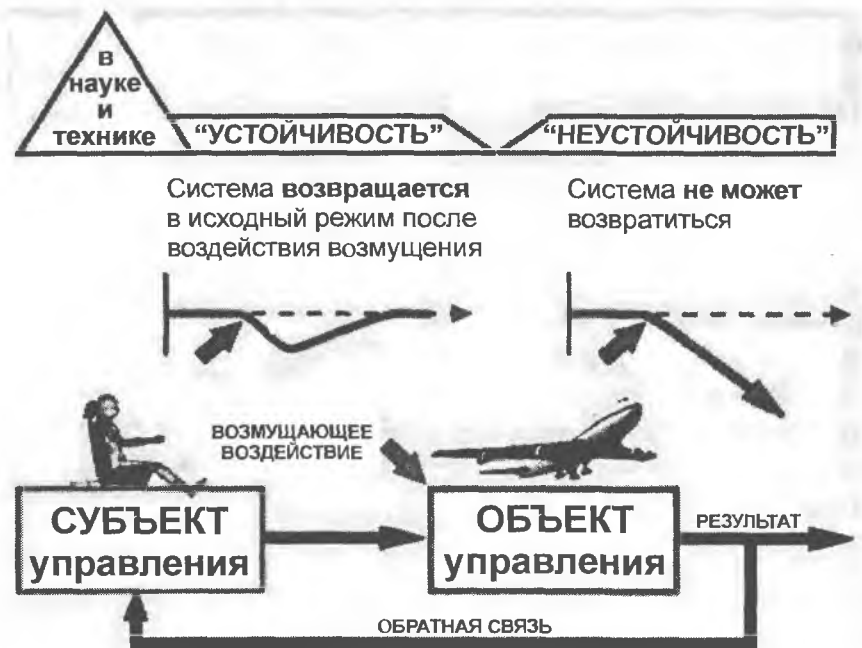 в
науке
и
технике
“УСТОЙЧИВОСТЬ”
“НЕУСТОЙЧИВОСТЬ”
Система возвращается
в исходный режим после
воздействия возмущения
Система не может
возвратиться
ВОЗМУЩАЮЩЕЕ
ВОЗДЕЙСТВИЕ
СУБЪЕКТ
управления
ОБЪЕКТ
управления
РЕЗУЛЬТАТ
ОБРАТНАЯ СВЯЗЬ